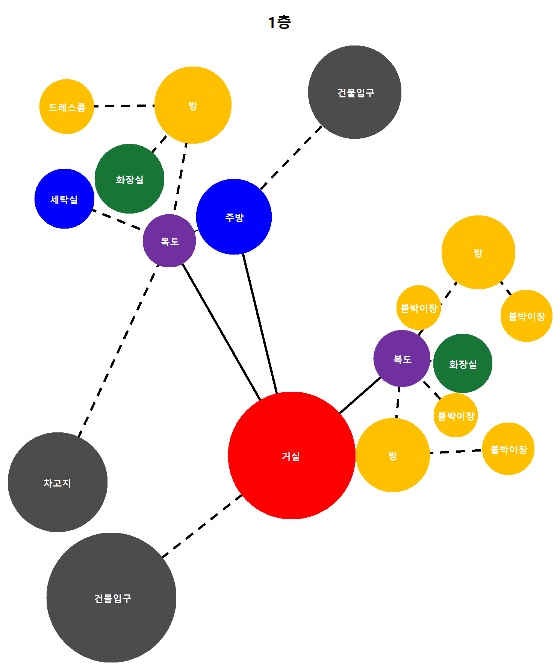 1층
건물입구
드레스룸
방
화장실
세탁실
주방
복도
방
붙박이장
붙박이장
복도
화장실
붙박이장
거실
방
붙박이장
차고지
건물입구